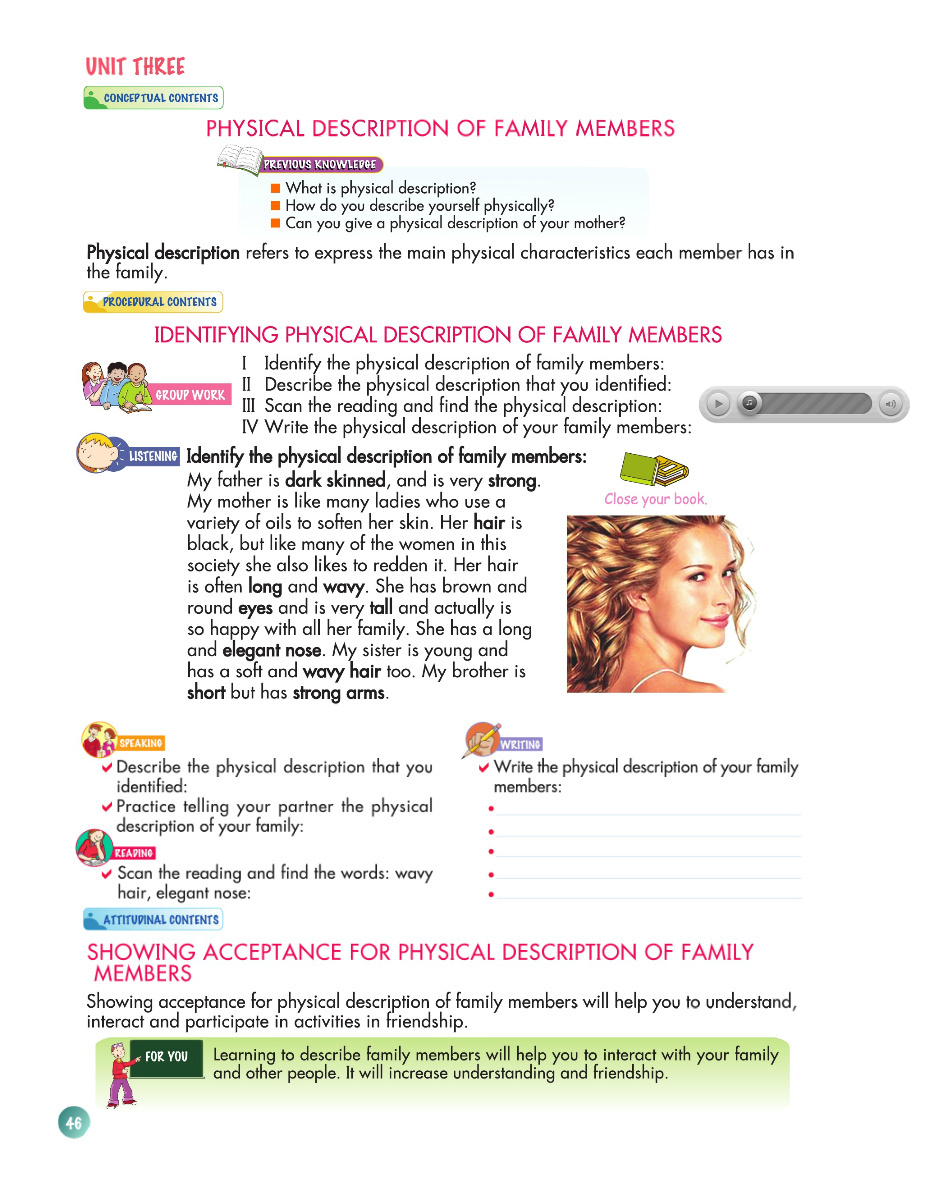 UNIT THREE
CONCEPTUAL CONTENTS
PHYSICAL DESCRIPTION OF FAMILY MEMBERS
PREVIOUS KNOWLEDGE
What is physical description?
How do you describe yourself physically?
Can you give a physical description of your mother?
Physical description refers to express the main physical characteristics each member has in
the family.
PROCEDURAL CONTENTS
IDENTIFYING PHYSICAL DESCRIPTION OF FAMILY MEMBERS
GROUP WORK
I Identify the physical description of family members:
II Describe the physical description that you identified:
III Scan the reading and find the physical description:
IV Write the physical description of your family members:
LISTENING
Identify the physical description of family members:
My father is dark skinned, and is very strong.
My mother is like many ladies who use a
variety of oils to soften her skin. Her hair is
black, but like many of the women in this
society she also likes to redden it. Her hair
is often long and wavy. She has brown and
round eyes and is very tall and actually is
so happy with all her family. She has a long
and elegant nose. My sister is young and
has a soft and wavy hair too. My brother is
short but has strong arms.
Close your book.
SPEAKING
Describe the physical description that you
identified:
Practice telling your partner the physical
description of your family:
READING
Scan the reading and find the words: wavy
hair, elegant nose:
WRITING
Write the physical description of your family
members:
ATTITUDINAL CONTENTS
SHOWING ACCEPTANCE FOR PHYSICAL DESCRIPTION OF FAMILY
MEMBERS
Showing acceptance for physical description of family members will help you to understand,
interact and participate in activities in friendship.
FOR YOU
Learning to describe family members will help you to interact with your family
and other people. It will increase understanding and friendship.
46